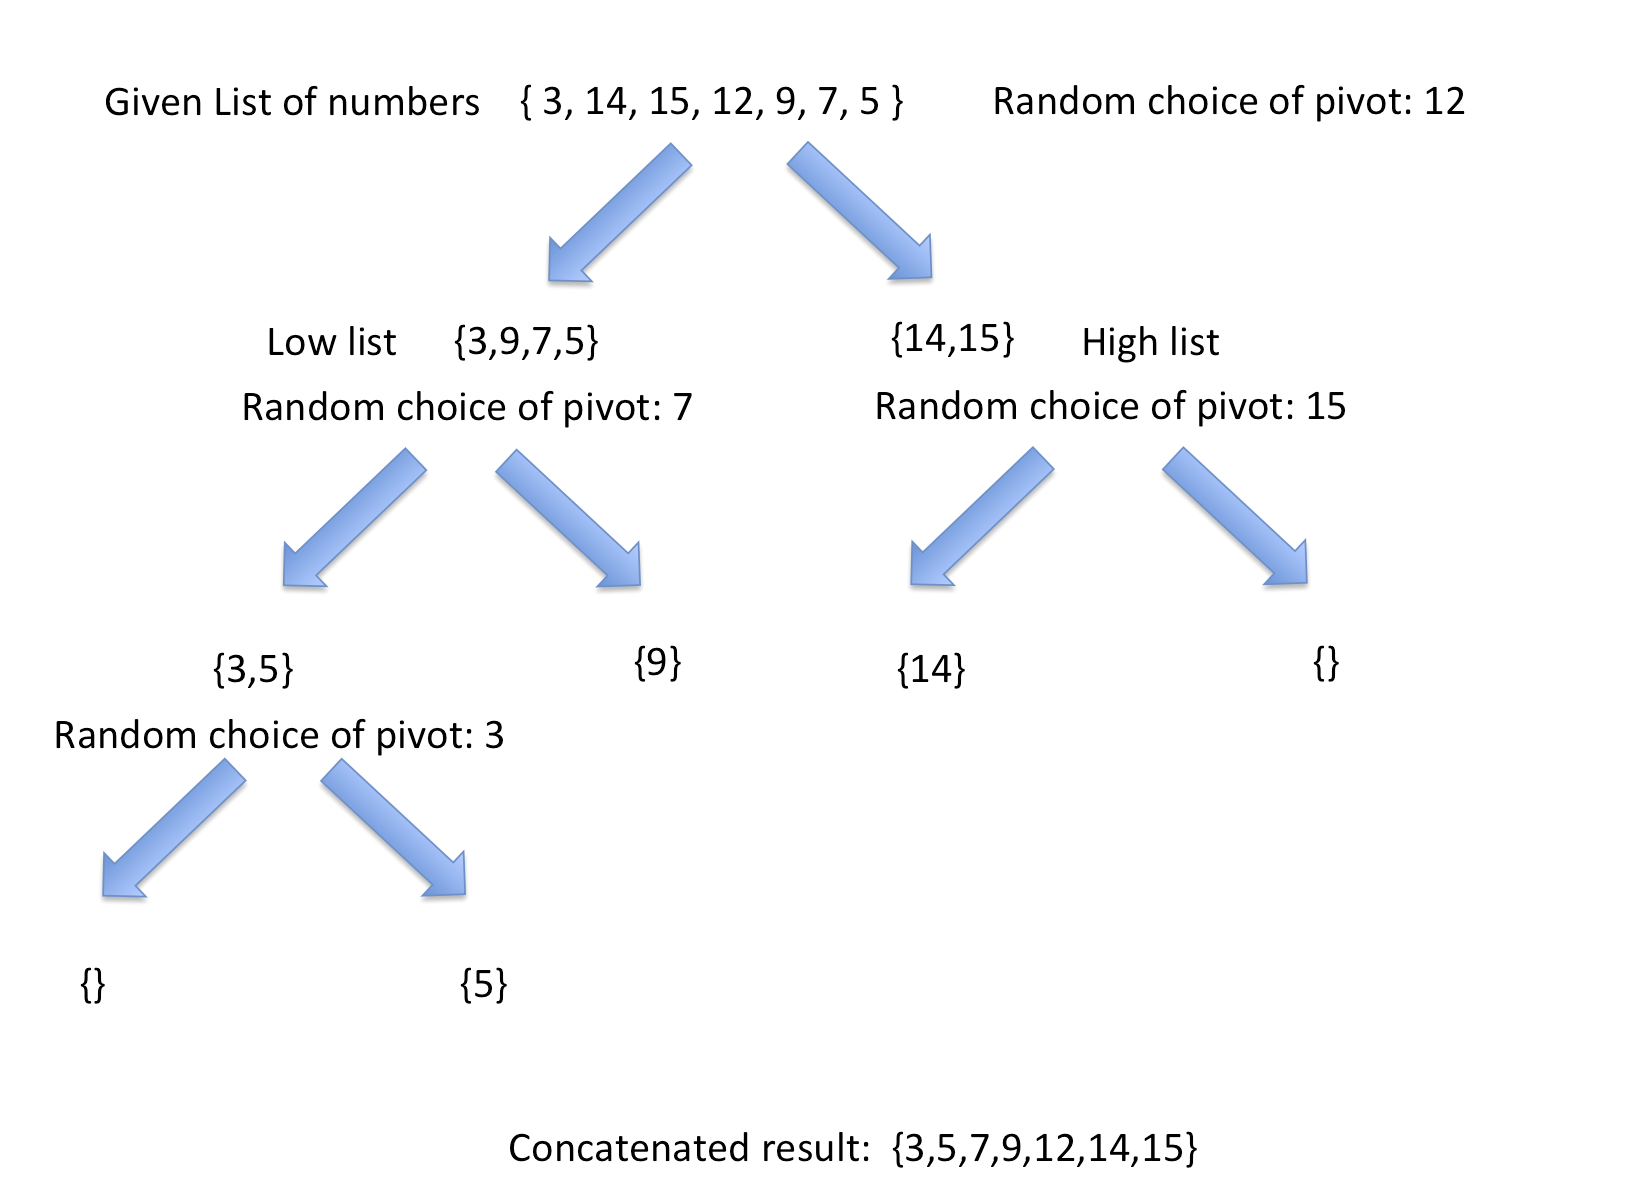 Given List of numbers { 3, 14, 15, 12, 9, 7, 5 } Random choice of pivot: 12
Low list {3,9,7,5} {14,15} High list
Random choice of pivot: 7 Random choice of pivot: 15
{3,5} {9} {14} {}
Random choice of pivot: 3
{} {5}
Concatenated result: {3,5,7,9,12,14,15}